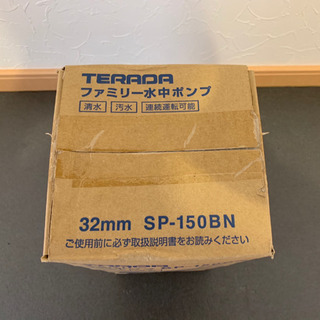 TERADA
ファミリー水中ポンプ
清水 汚水 連続運転可能
32mm SP-150BN
ご使用前に必ず取扱説明書をお読みください